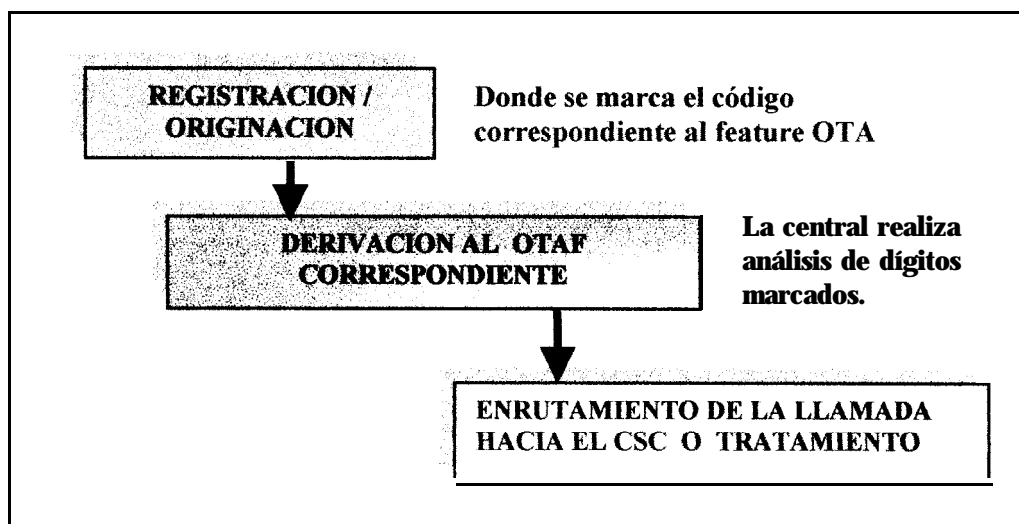 REGISTRACION /
ORIGINACION
Donde se marca el código
correspondiente al feature OTA
DERIVACION AL OTAF
CORRESPONDIENTE
La central realiza
análisis de dígitos
marcados.
ENRUTAMIENTO DE LA LLAMADA
HACIA EL CSC O TRATAMIENTO